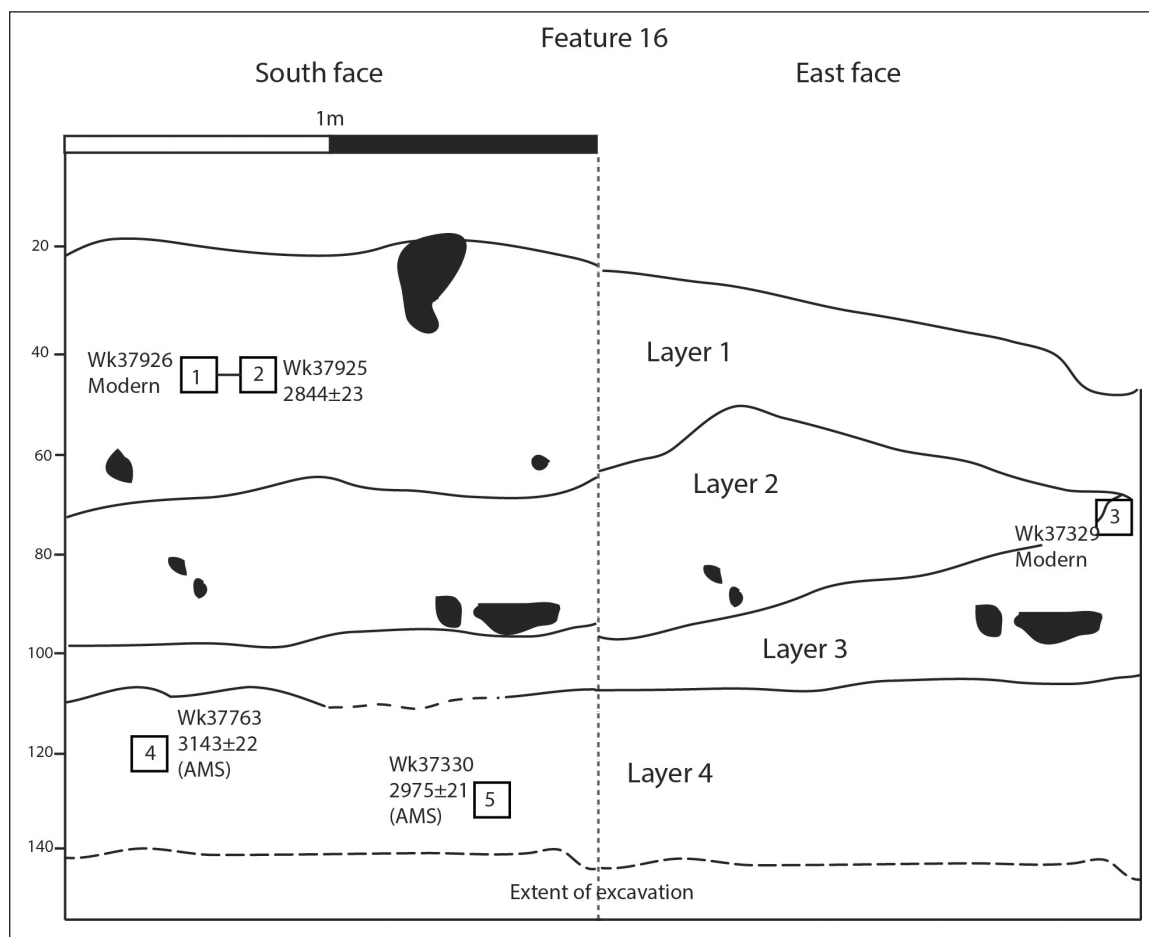 Feature 16
South face
East face
1m
20
40
60
80
100
120
140
Wk37926
Modern
1
2
Wk37925
2844±23
Layer 1
Layer 2
3
Wk37329
Modern
Layer 3
Wk37763
3143±22
(AMS)
4
Wk37330
2975±21
(AMS)
5
Layer 4
Extent of excavation